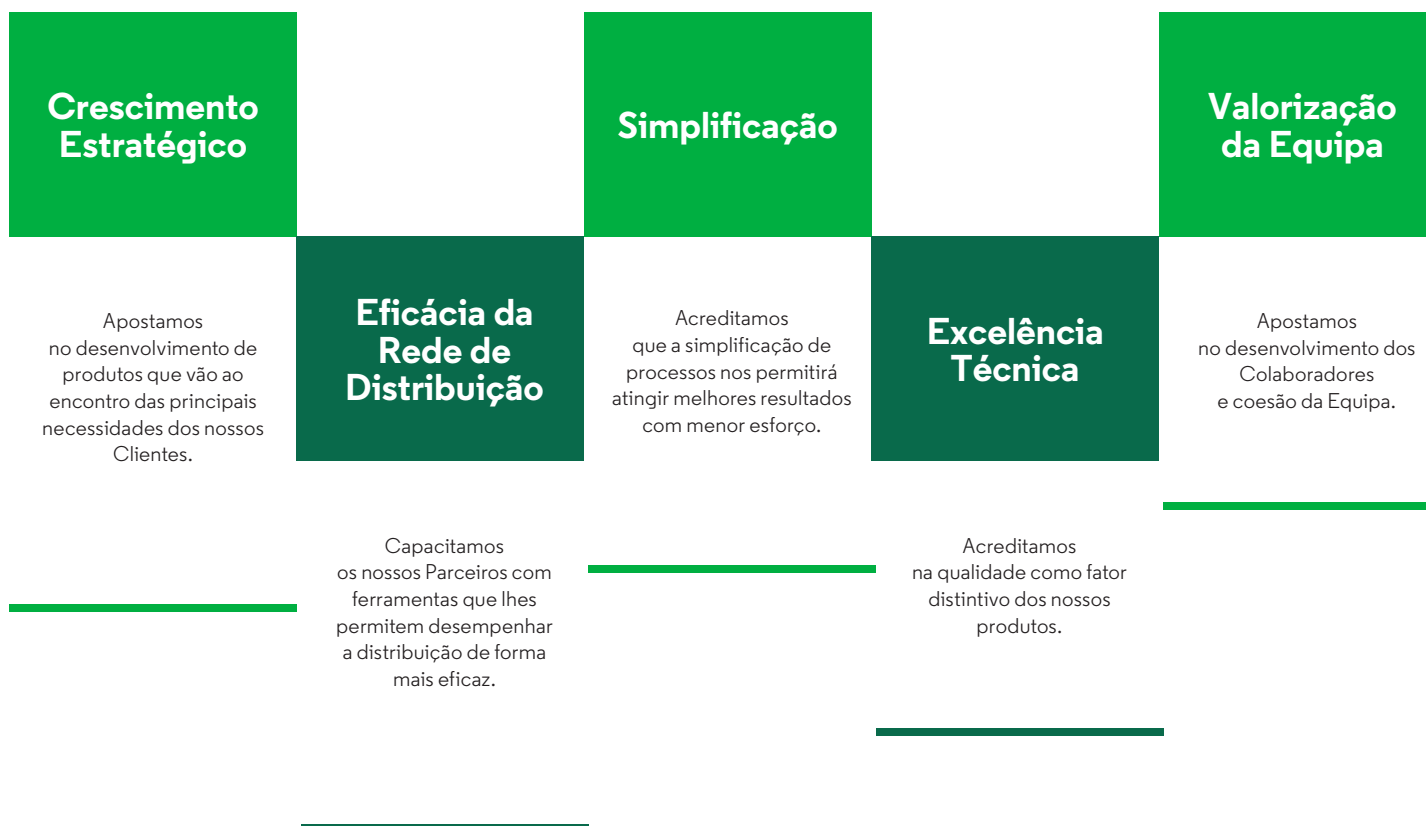 Crescimento
Estratégico
Apostamos
no desenvolvimento de
produtos que vão ao
encontro das principais
necessidades dos nossos
Clientes.
Eficácia da
Rede de
Distribuição
Capacitamos
os nossos Parceiros com
ferramentas que lhes
permitem desempenhar
a distribuição de forma
mais eficaz.
Simplificação
Acreditamos
que a simplificação de
processos nos permitirá
atingir melhores resultados
com menor esforço.
Excelência
Técnica
Acreditamos
na qualidade como fator
distintivo dos nossos
produtos.
Valorização
da Equipa
Apostamos
no desenvolvimento dos
Colaboradores
e coesão da Equipa.